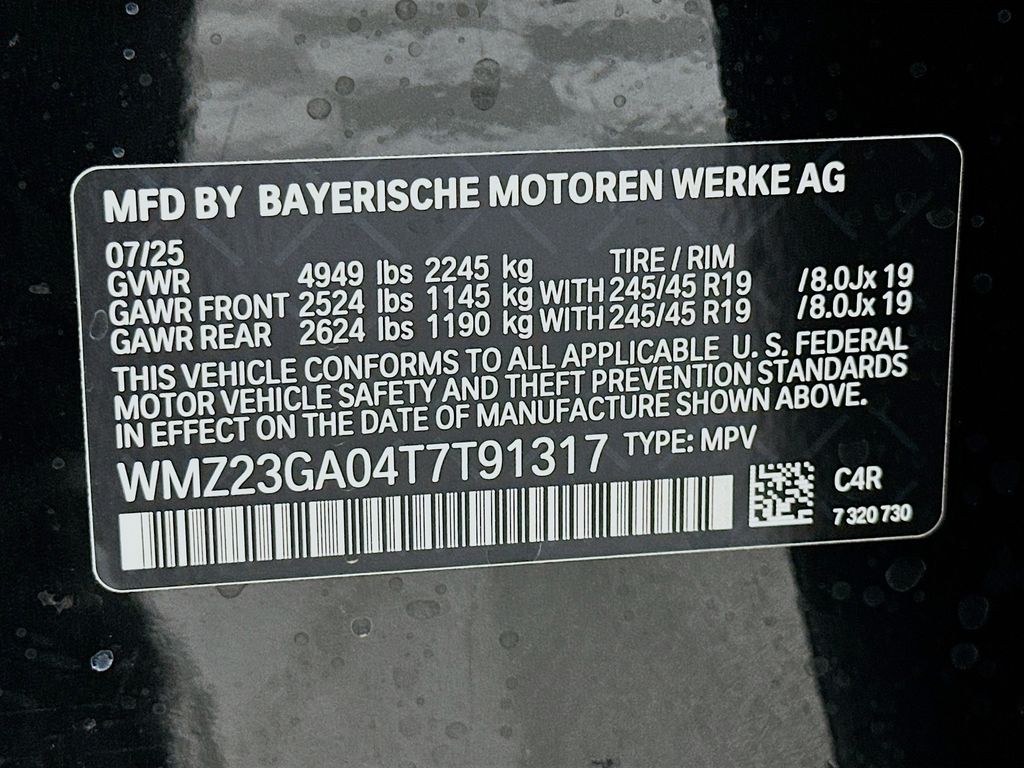 MFD BY BAYERISCHE MOTOREN WERKE AG
07/25 TIRE / RIM
GVWR 4949 lbs 2245 kg
GAWR FRONT 2524 lbs 1145 kg WITH 245/45 R19 /8.0Jx 19
GAWR REAR 2624 lbs 1190 kg WITH 245/45 R19 /8.0Jx 19
THIS VEHICLE CONFORMS TO ALL APPLICABLE U. S. FEDERAL
MOTOR VEHICLE SAFETY AND THEFT PREVENTION STANDARDS
IN EFFECT ON THE DATE OF MANUFACTURE SHOWN ABOVE.
WMZ23GA04T7T91317 TYPE: MPV
C4R
7 320 730